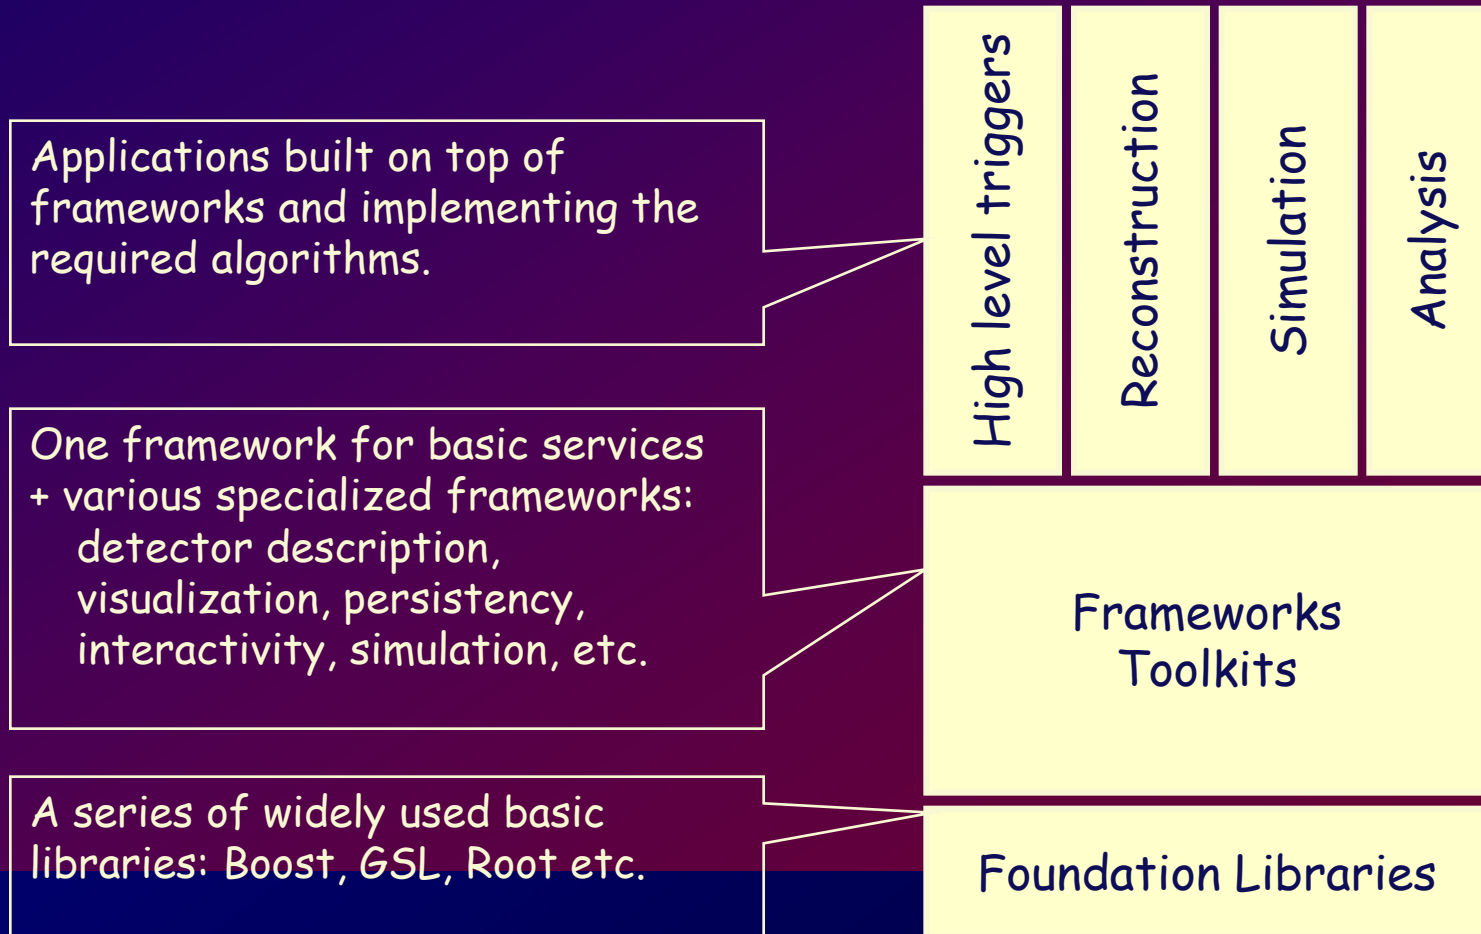 Applications built on top of
frameworks and implementing the
required algorithms.
One framework for basic services
+ various specialized frameworks:
detector description,
visualization, persistency,
interactivity, simulation, etc.
A series of widely used basic
libraries: Boost, GSL, Root etc.
High level triggers
Reconstruction
Simulation
Analysis
Frameworks
Toolkits
Foundation Libraries